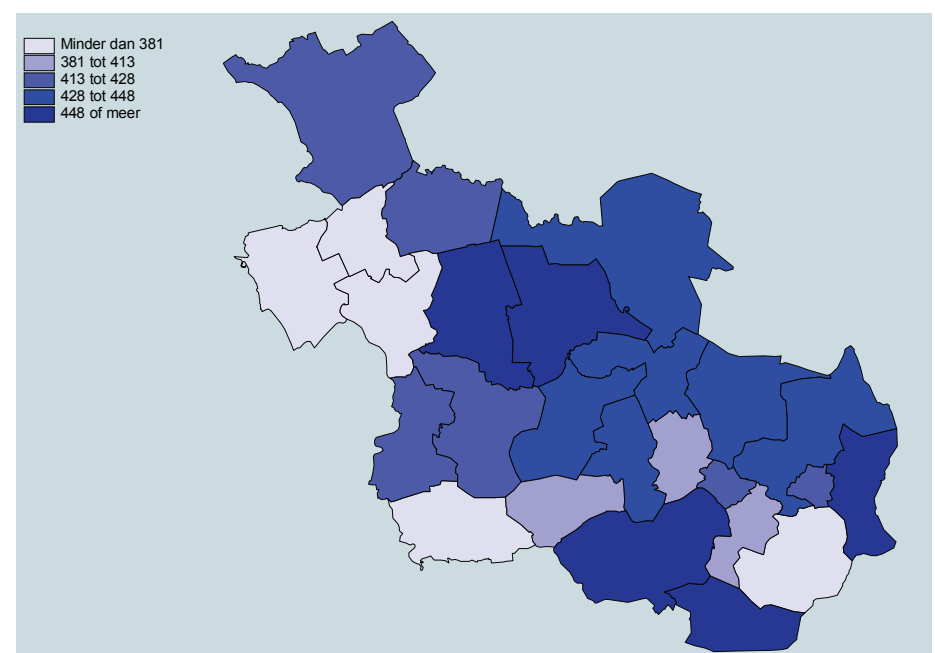 Minder dan 381
381 tot 413
413 tot 428
428 tot 448
448 of meer